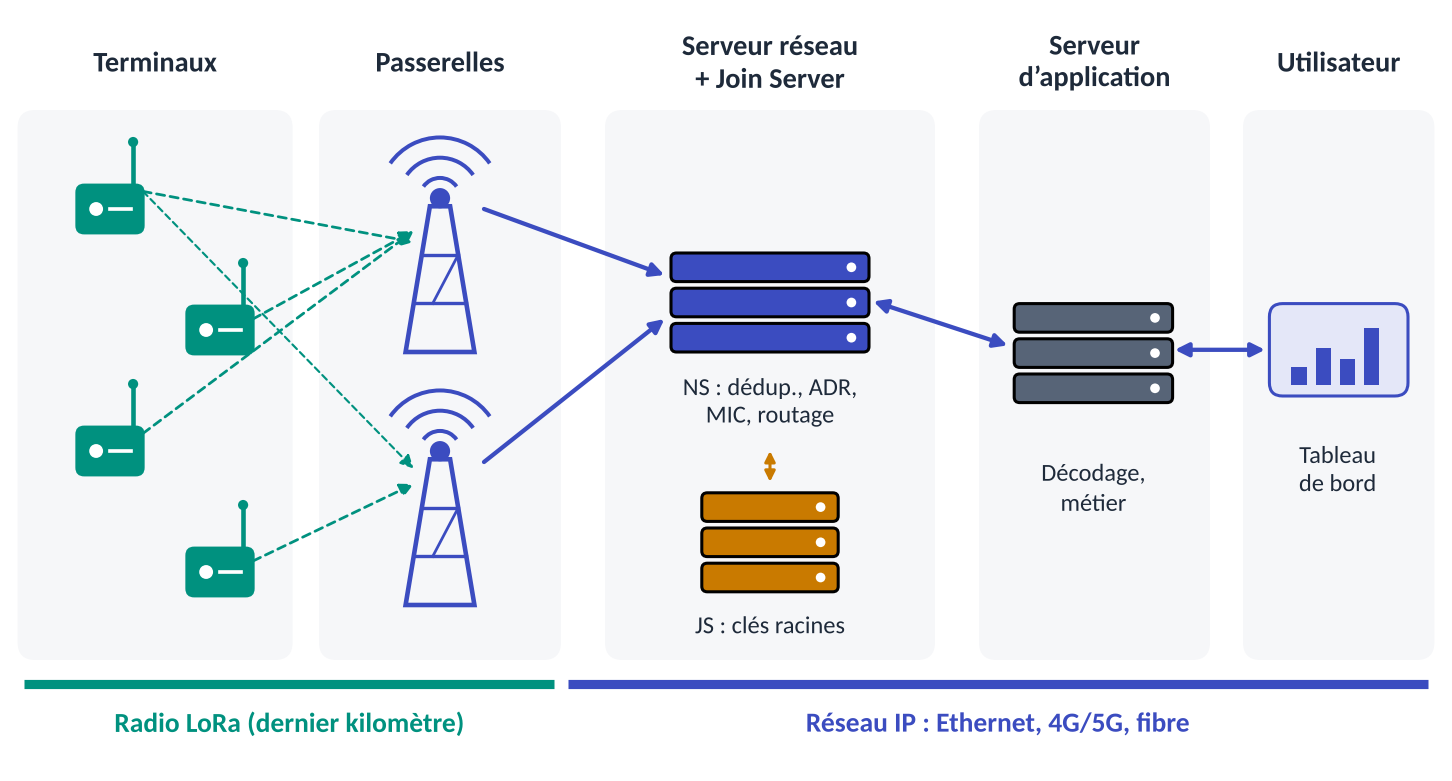 Terminaux
Passerelles
Serveur réseau
+ Join Server
Serveur
d’application
Utilisateur
NS : dédup., ADR,
MIC, routage
JS : clés racines
Décodage,
métier
Tableau
de bord
Radio LoRa (dernier kilomètre)
Réseau IP : Ethernet, 4G/5G, fibre